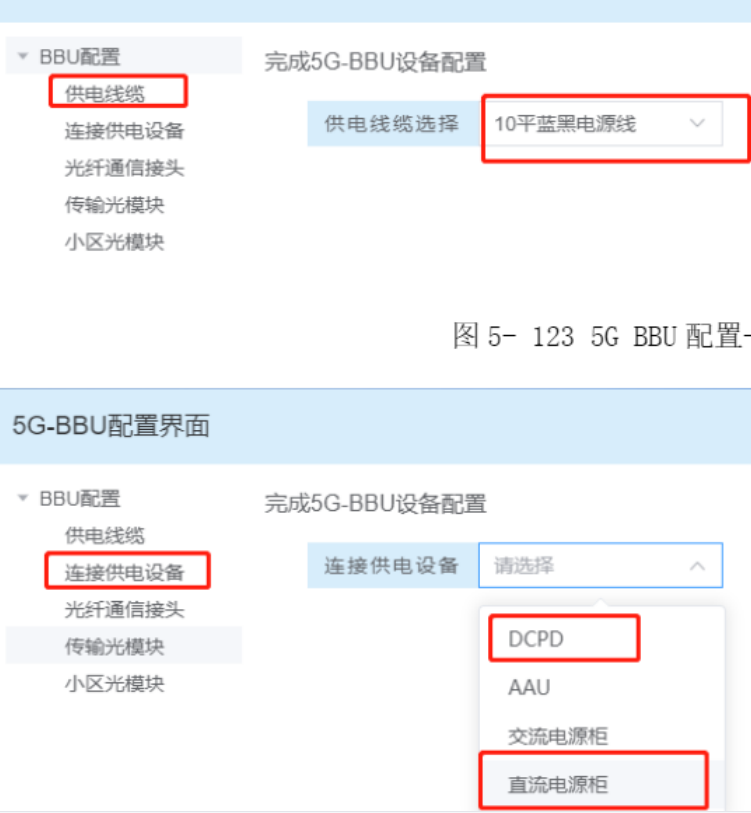 BBU配置
完成5G-BBU设备配置
供电线缆
供电线缆选择 10平蓝黑电源线
连接供电设备
光纤通信接头
传输光模块
小区光模块
图 5- 123 5G BBU 配置-
5G-BBU配置界面
BBU配置
完成5G-BBU设备配置
供电线缆
连接供电设备
连接供电设备 请选择
光纤通信接头
传输光模块
小区光模块
DCPD
AAU
交流电源柜
直流电源柜